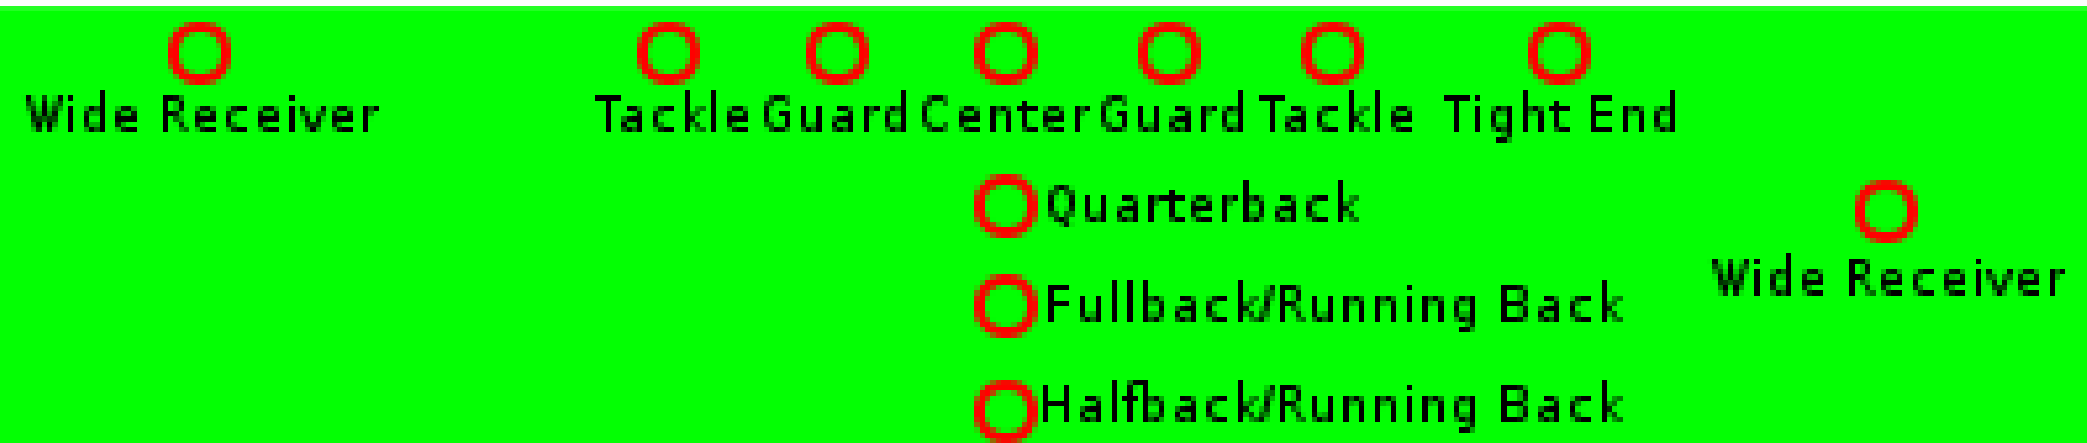 Wide Receiver
Tackle Guard Center Guard Tackle Tight End
Quarterback
Wide Receiver
Fullback/Running Back
Halfback/Running Back